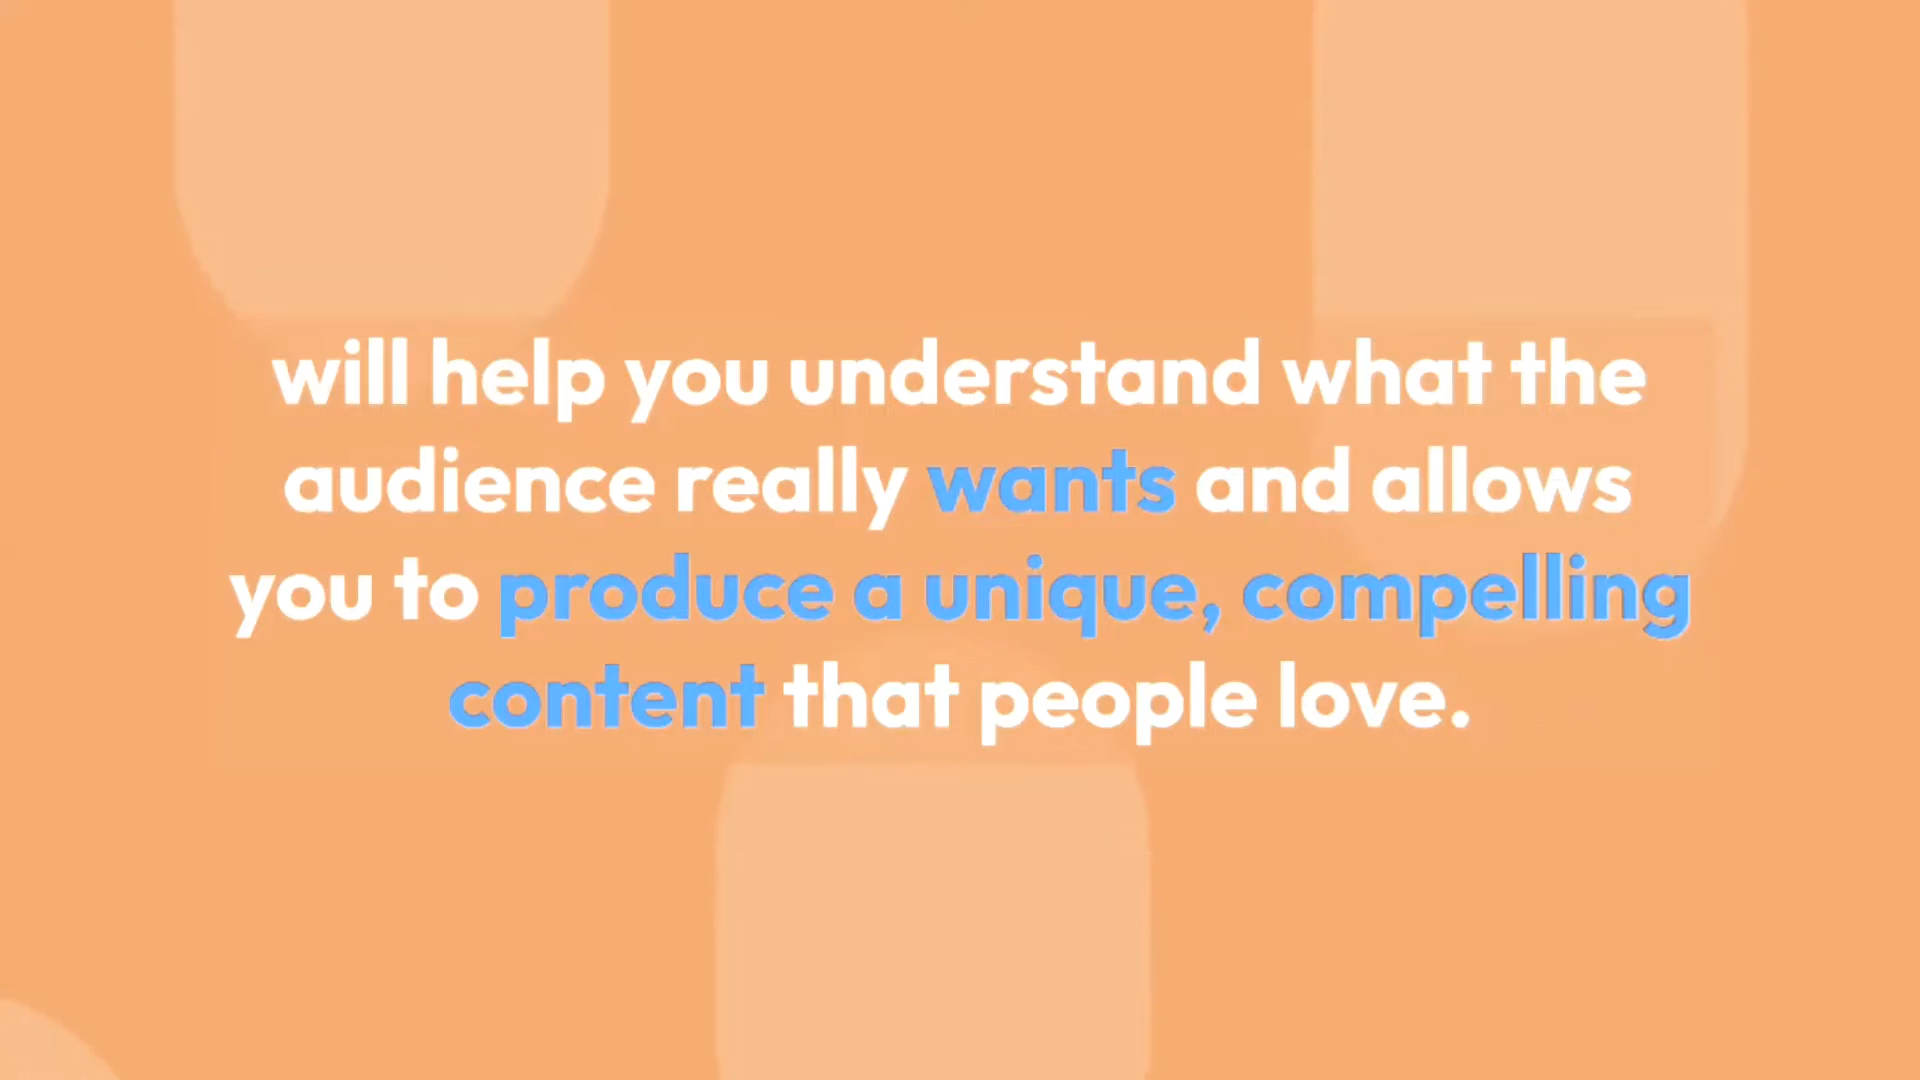 will help you understand what the
audience really wants and allows
you to produce a unique, compelling
content that people love.